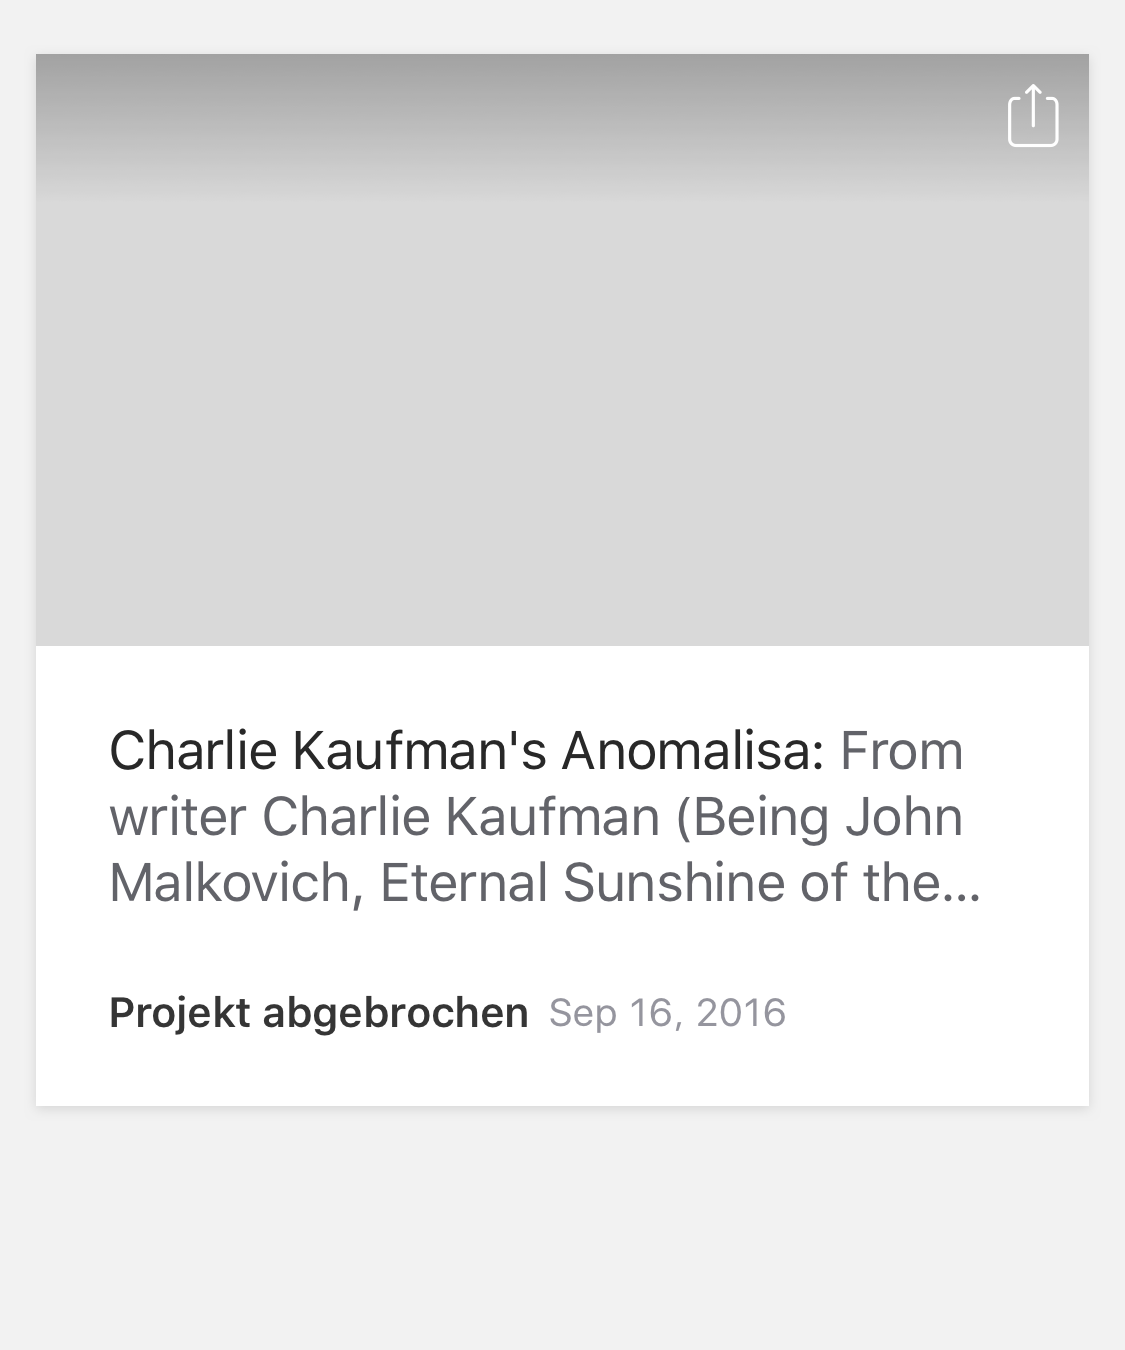 Charlie Kaufman's Anomalisa: From
writer Charlie Kaufman (Being John
Malkovich, Eternal Sunshine of the...
Projekt abgebrochen Sep 16, 2016